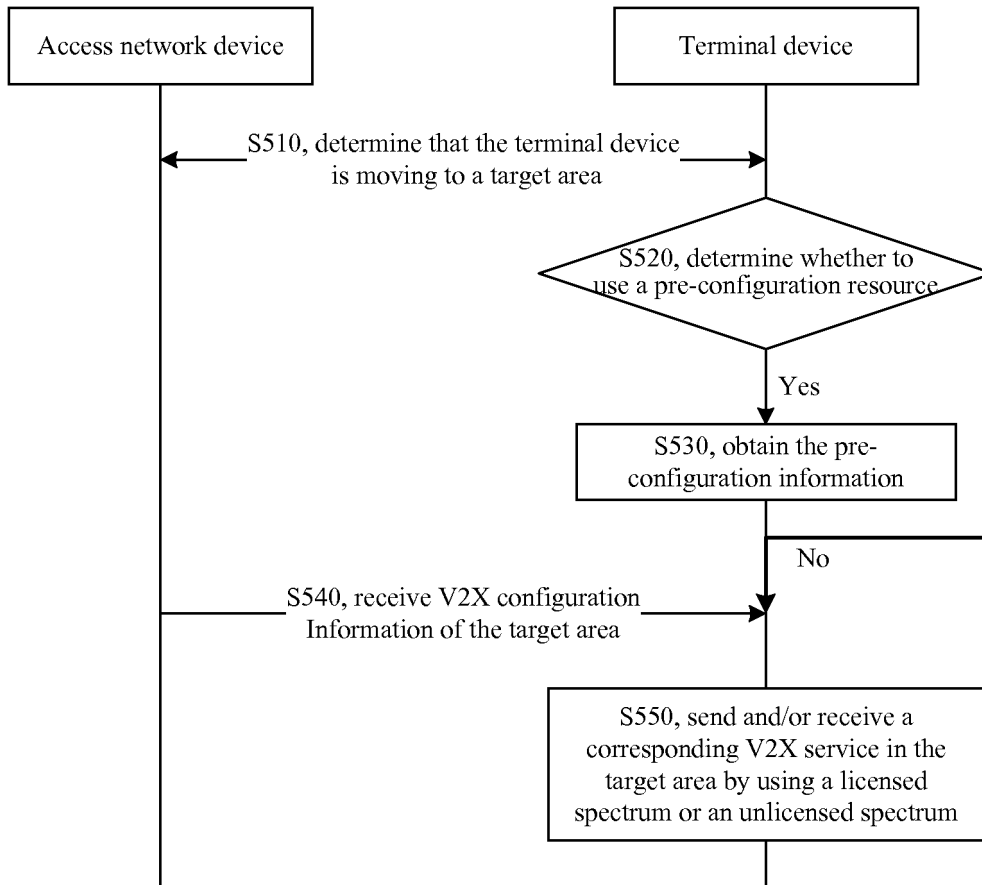 Access network device
Terminal device
S510, determine that the terminal device
is moving to a target area
S520, determine whether to
use a pre-configuration resource
Yes
S530, obtain the pre-
configuration information
No
S540, receive V2X configuration
Information of the target area
S550, send and/or receive a
corresponding V2X service in the
target area by using a licensed
spectrum or an unlicensed spectrum